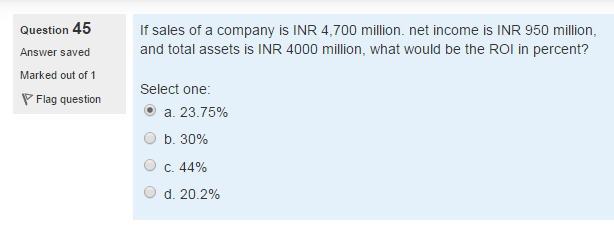 Question 45
Answer saved
Marked out of 1
Flag question
If sales of a company is INR 4,700 million. net income is INR 950 million,
and total assets is INR 4000 million, what would be the ROI in percent?
Select one:
a. 23.75%
b. 30%
c. 44%
d. 20.2%